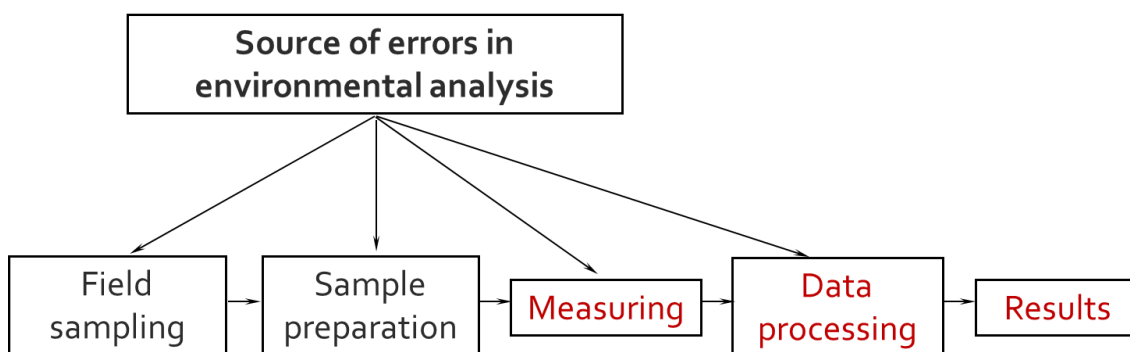 Source of errors in
environmental analysis
Field
sampling
Sample
preparation
Measuring
Data
processing
Results